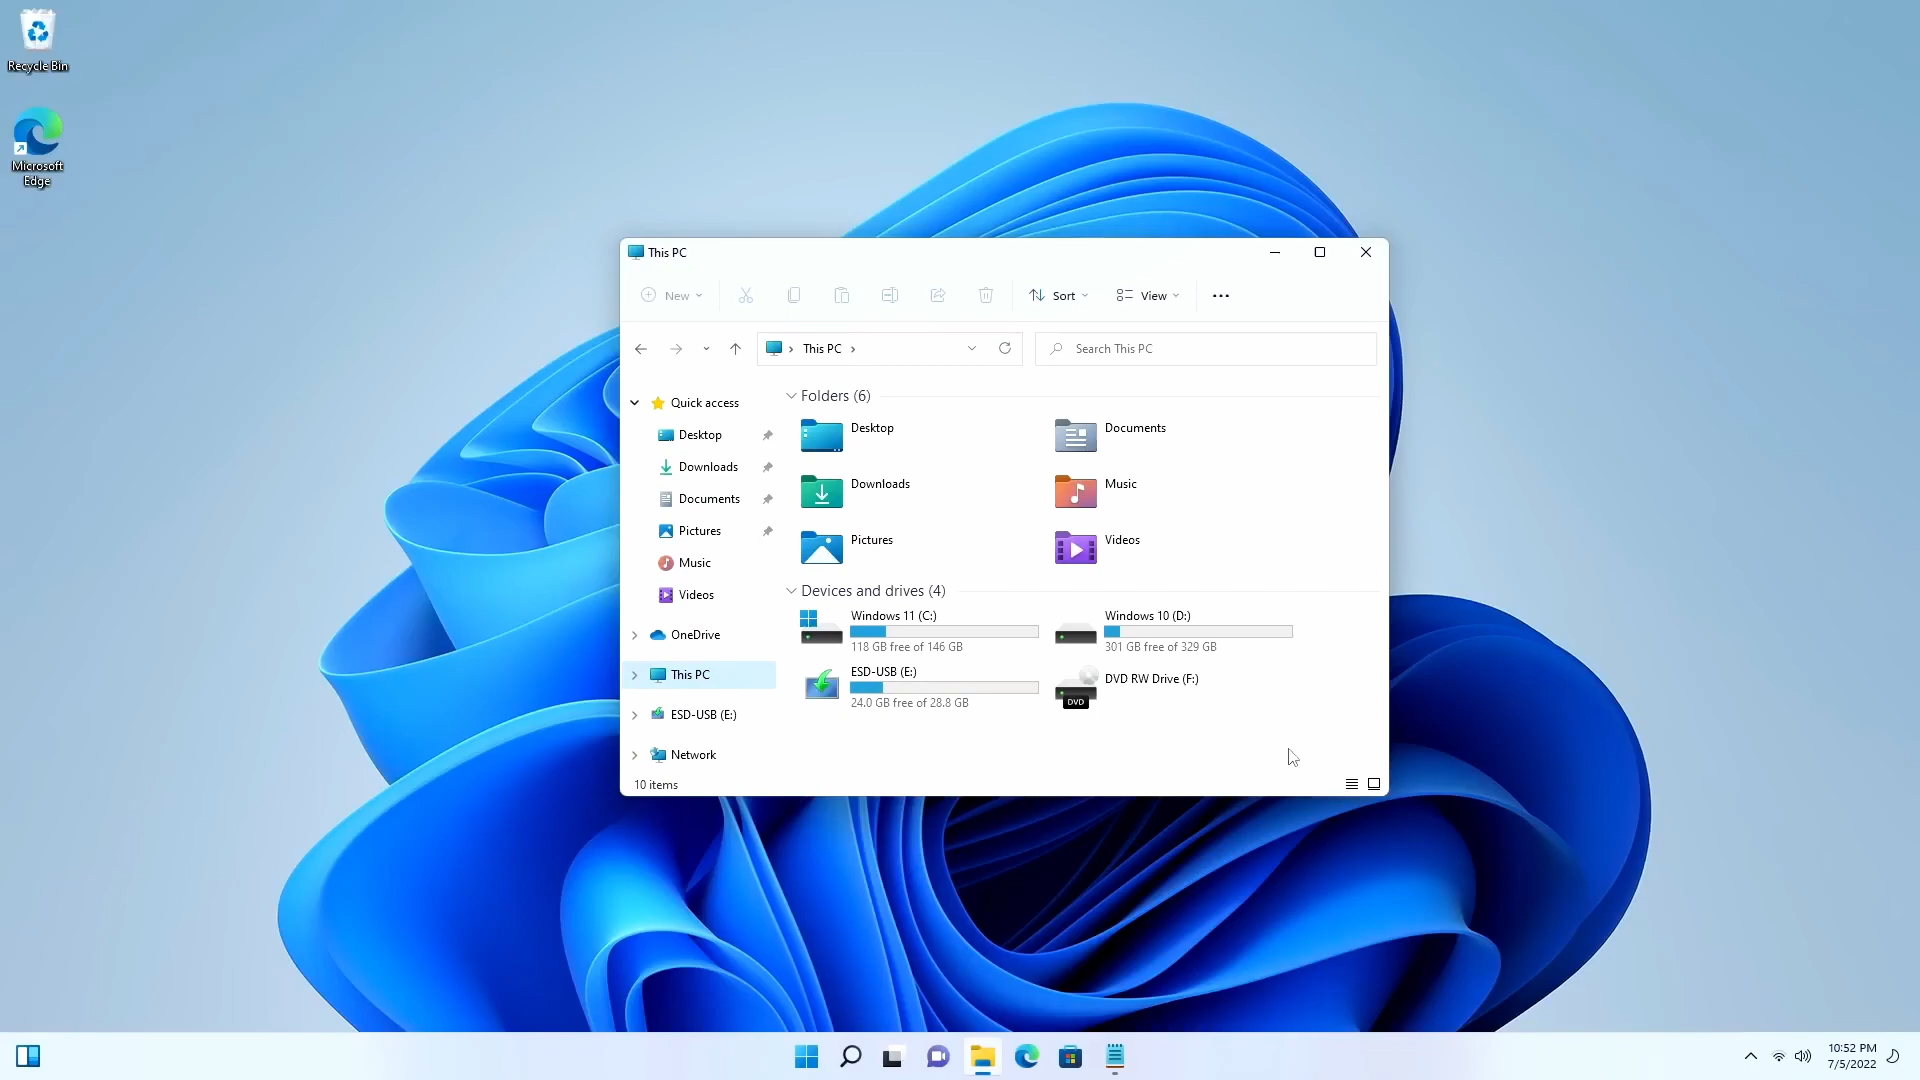 Recycle Bin
Microsoft
Edge
This PC
New
Sort
View
This PC
Search This PC
Quick access
Desktop
Downloads
Documents
Pictures
Music
Videos
OneDrive
This PC
ESD-USB (E:)
Network
Folders (6)
Desktop
Documents
Downloads
Music
Pictures
Videos
Devices and drives (4)
Windows 11 (C:)
118 GB free of 146 GB
Windows 10 (D:)
301 GB free of 329 GB
ESD-USB (E:)
24.0 GB free of 28.8 GB
DVD RW Drive (F:)
DVD
10 items
10:52 PM
7/5/2022